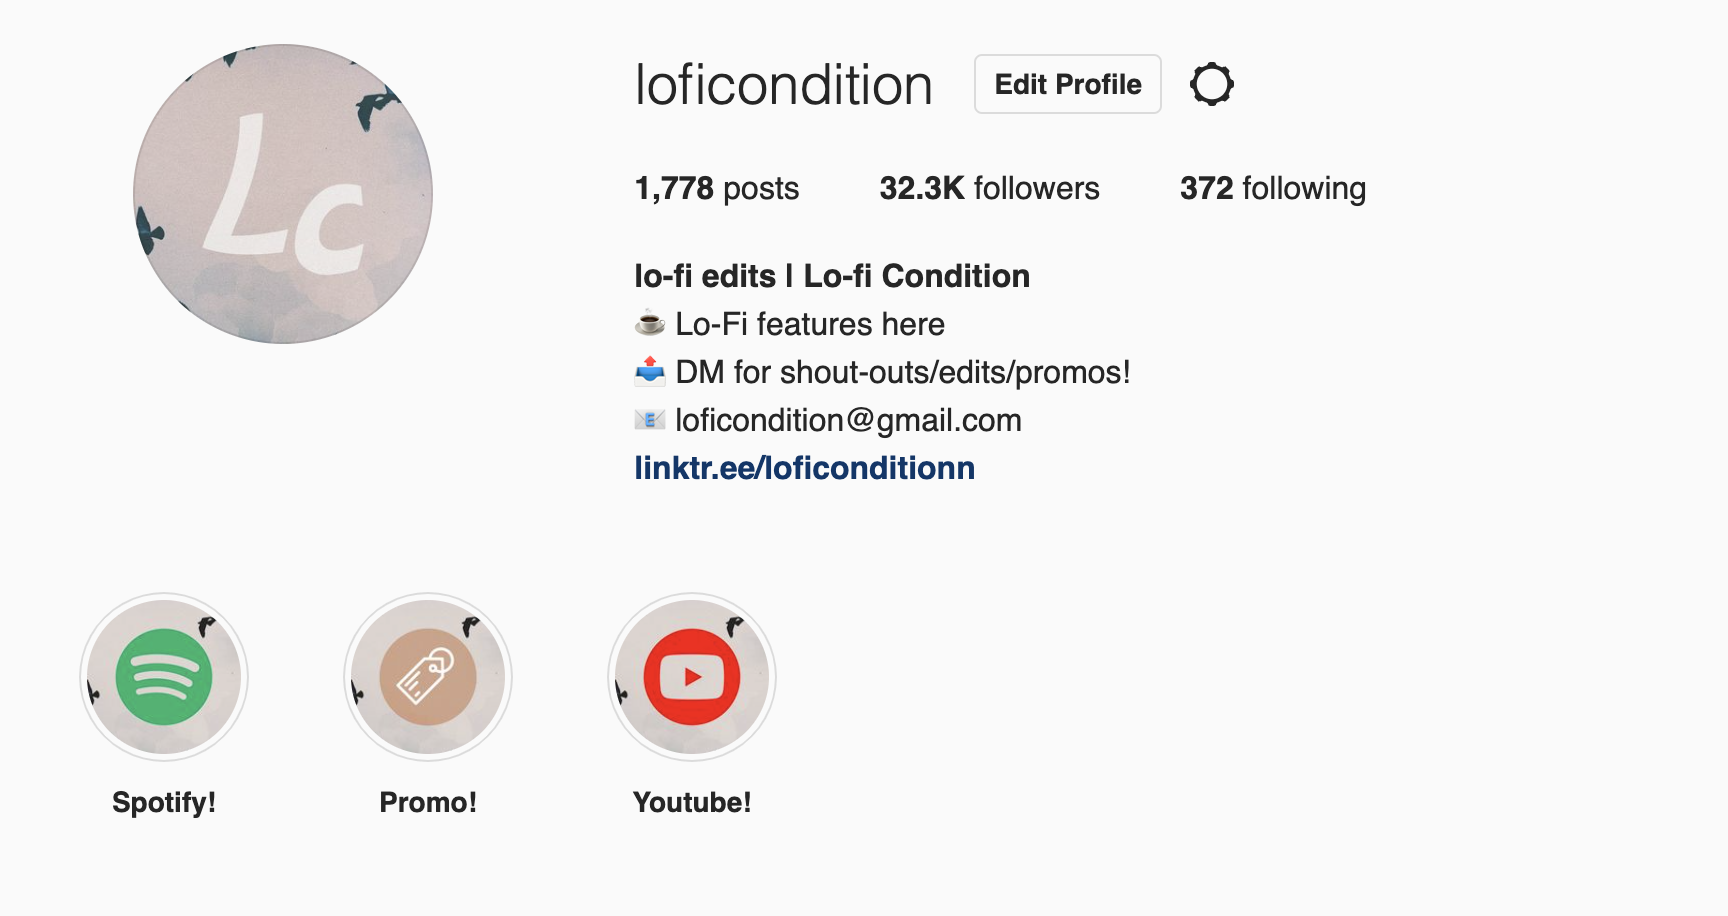 Lc
loficondition Edit Profile
1,778 posts 32.3K followers 372 following
lo-fi edits | Lo-fi Condition
☕ Lo-Fi features here
📤 DM for shout-outs/edits/promos!
📧 loficondition@gmail.com
linktr.ee/loficonditionn
Spotify! Promo! Youtube!